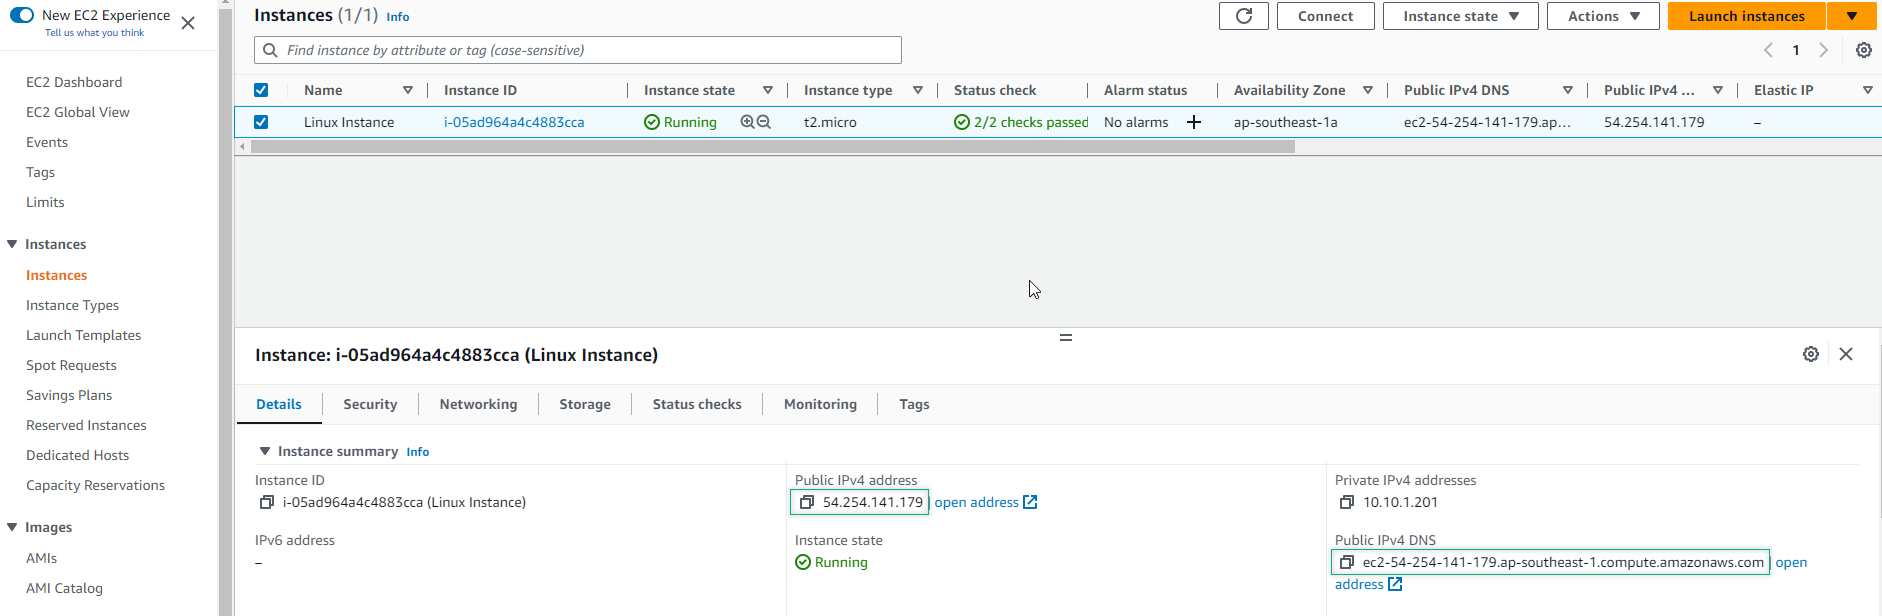 New EC2 Experience
Tell us what you think
EC2 Dashboard
EC2 Global View
Events
Tags
Limits
Instances
Instances
Instance Types
Launch Templates
Spot Requests
Savings Plans
Reserved Instances
Dedicated Hosts
Capacity Reservations
Images
AMIs
AMI Catalog
Instances (1/1) Info
Connect Instance state Actions Launch instances
Find instance by attribute or tag (case-sensitive)
1
Name Instance ID Instance state Instance type Status check Alarm status Availability Zone Public IPv4 DNS Public IPv4 ... Elastic IP
Linux Instance i-05ad964a4c4883cca Running t2.micro 2/2 checks passed No alarms + ap-southeast-1a ec2-54-254-141-179.ap... 54.254.141.179 –
Instance: i-05ad964a4c4883cca (Linux Instance)
Details Security Networking Storage Status checks Monitoring Tags
Instance summary Info
Instance ID Public IPv4 address Private IPv4 addresses
i-05ad964a4c4883cca (Linux Instance) 54.254.141.179 open address 10.10.1.201
IPv6 address Instance state Public IPv4 DNS
– Running ec2-54-254-141-179.ap-southeast-1.compute.amazonaws.com | open
address